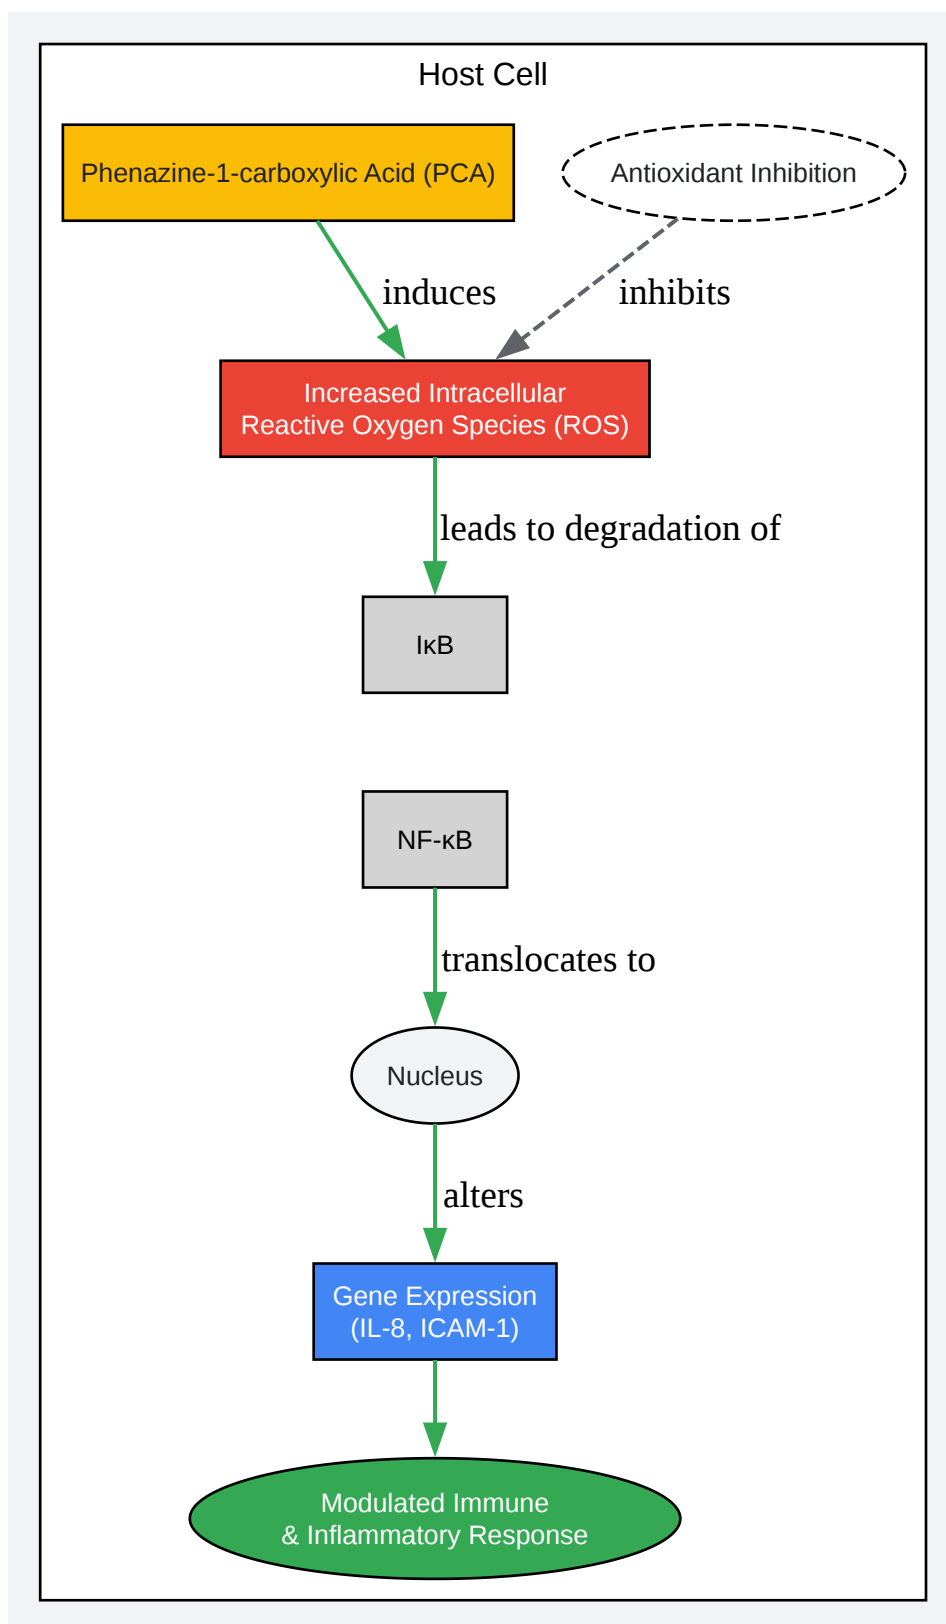 Host Cell
Phenazine-1-carboxylic Acid (PCA)
Antioxidant Inhibition
induces
inhibits
Increased Intracellular
Reactive Oxygen Species (ROS)
leads to degradation of
IκB
NF-κB
translocates to
Nucleus
alters
Gene Expression
(IL-8, ICAM-1)
Modulated Immune
& Inflammatory Response